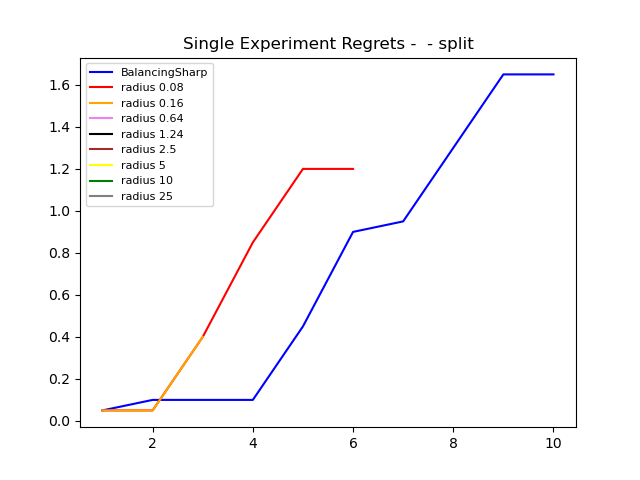 Single Experiment Regrets -  - split
BalancingSharp
radius 0.08
radius 0.16
radius 0.64
radius 1.24
radius 2.5
radius 5
radius 10
radius 25
1.6
1.4
1.2
1.0
0.8
0.6
0.4
0.2
0.0
2 4 6 8 10